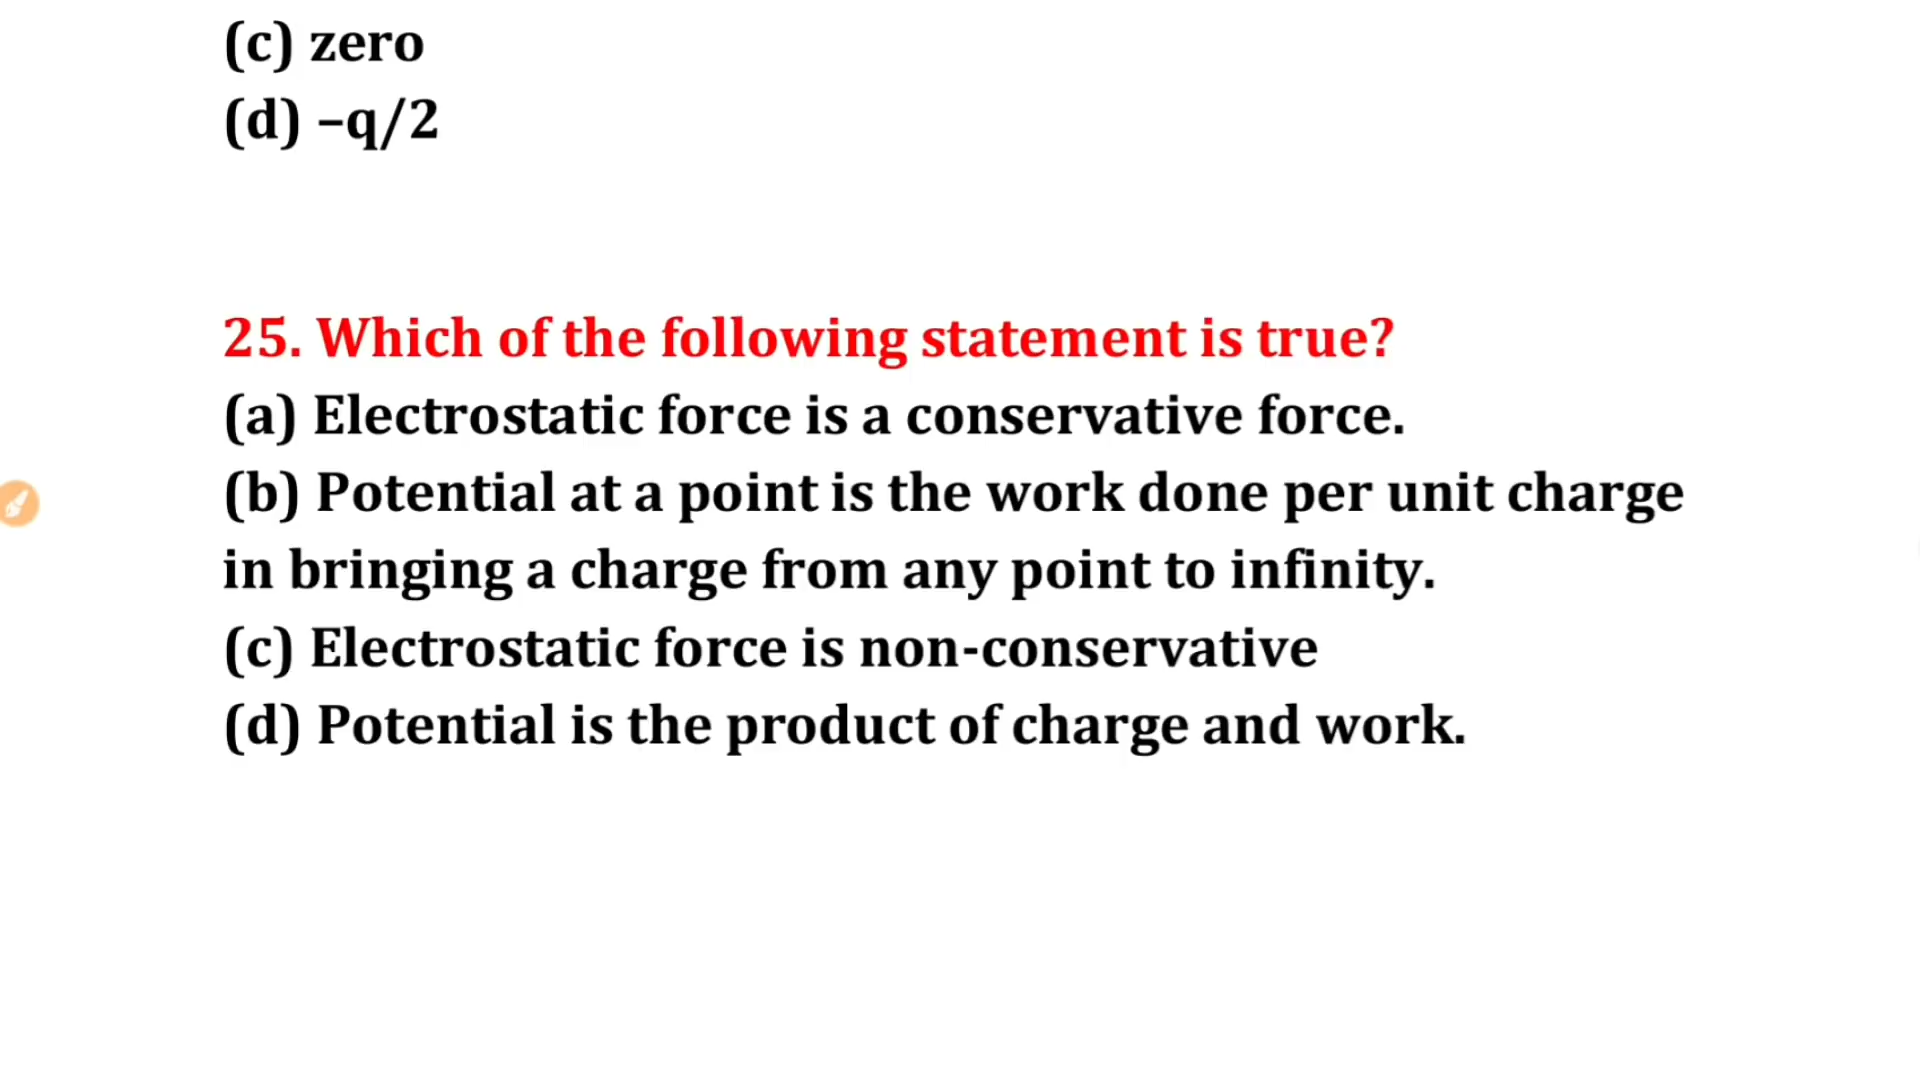 (c) zero
(d) –q/2
25. Which of the following statement is true?
(a) Electrostatic force is a conservative force.
(b) Potential at a point is the work done per unit charge
in bringing a charge from any point to infinity.
(c) Electrostatic force is non-conservative
(d) Potential is the product of charge and work.